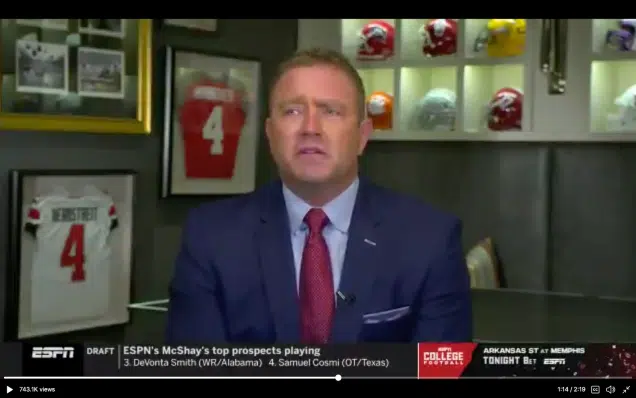 4
HERBSTREIT
4
ESPN
DRAFT
ESPN's McShay's top prospects playing
3. DeVonta Smith (WR/Alabama) 4. Samuel Cosmi (OT/Texas)
ESPN
COLLEGE
FOOTBALL
ARKANSAS ST AT MEMPHIS
TONIGHT 8ET ESPN
743.1K views
1:14 / 2:19